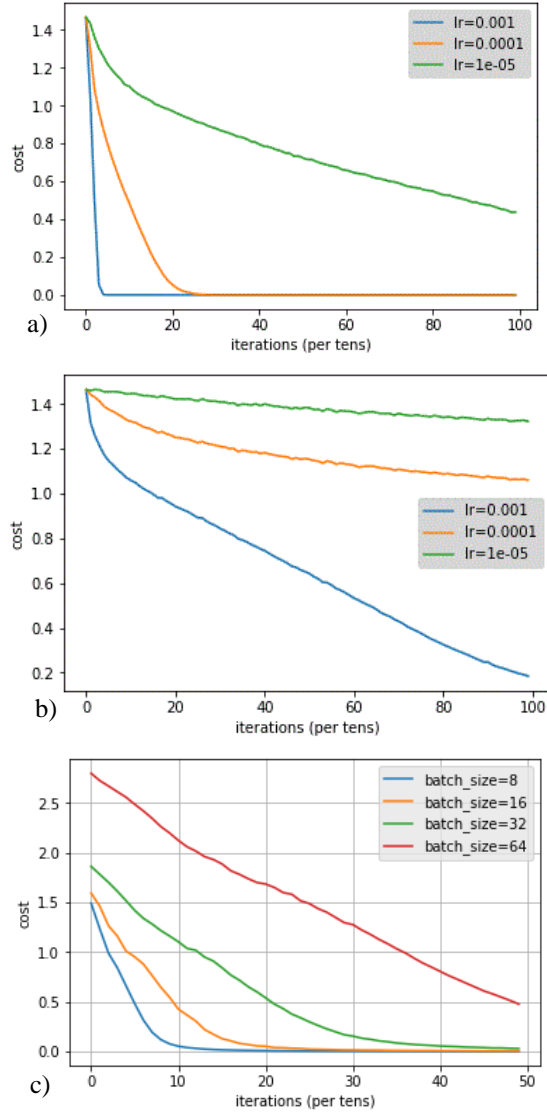 1.4
1.2
1.0
0.8
0.6
0.4
0.2
0.0
cost
lr=0.001
lr=0.0001
lr=1e-05
0 20 40 60 80 100
iterations (per tens)
a)
1.4
1.2
1.0
0.8
0.6
0.4
0.2
cost
lr=0.001
lr=0.0001
lr=1e-05
0 20 40 60 80 100
iterations (per tens)
b)
2.5
2.0
1.5
1.0
0.5
0.0
cost
batch_size=8
batch_size=16
batch_size=32
batch_size=64
0 10 20 30 40 50
iterations (per tens)
c)